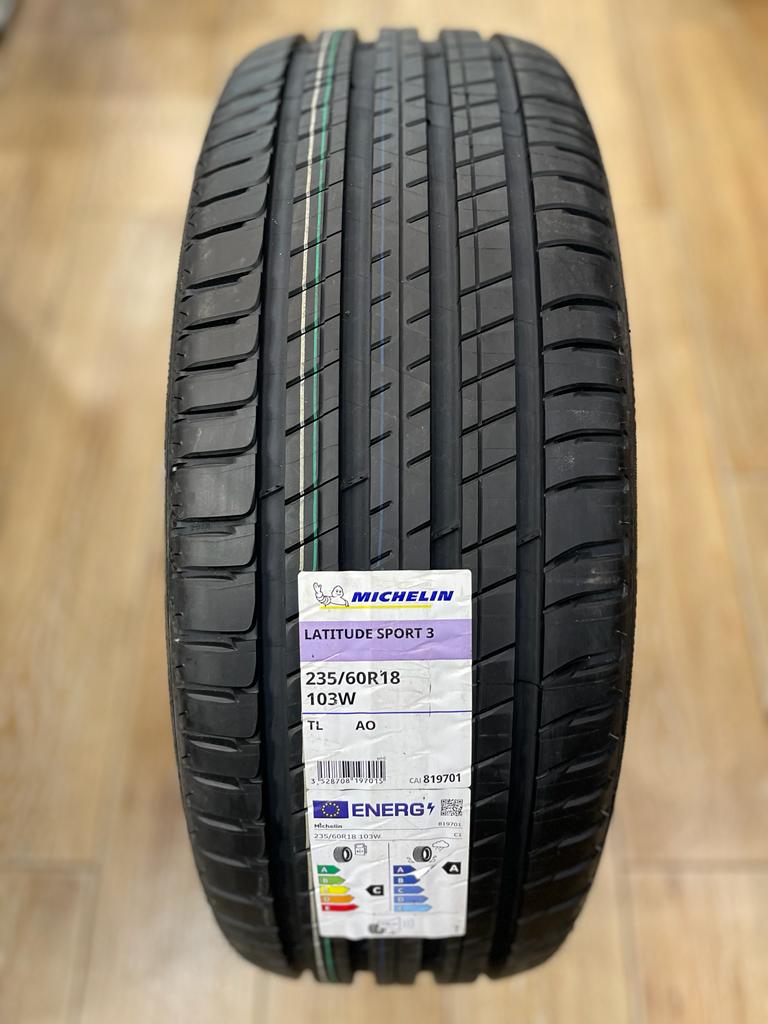 MICHELIN
LATITUDE SPORT 3
235/60R18
103W
TL AO
3 528708 197015
CAI 819701
ENERG
Michelin 819701
235/60R18 103W C1
A A
B B
C C A
D D
E